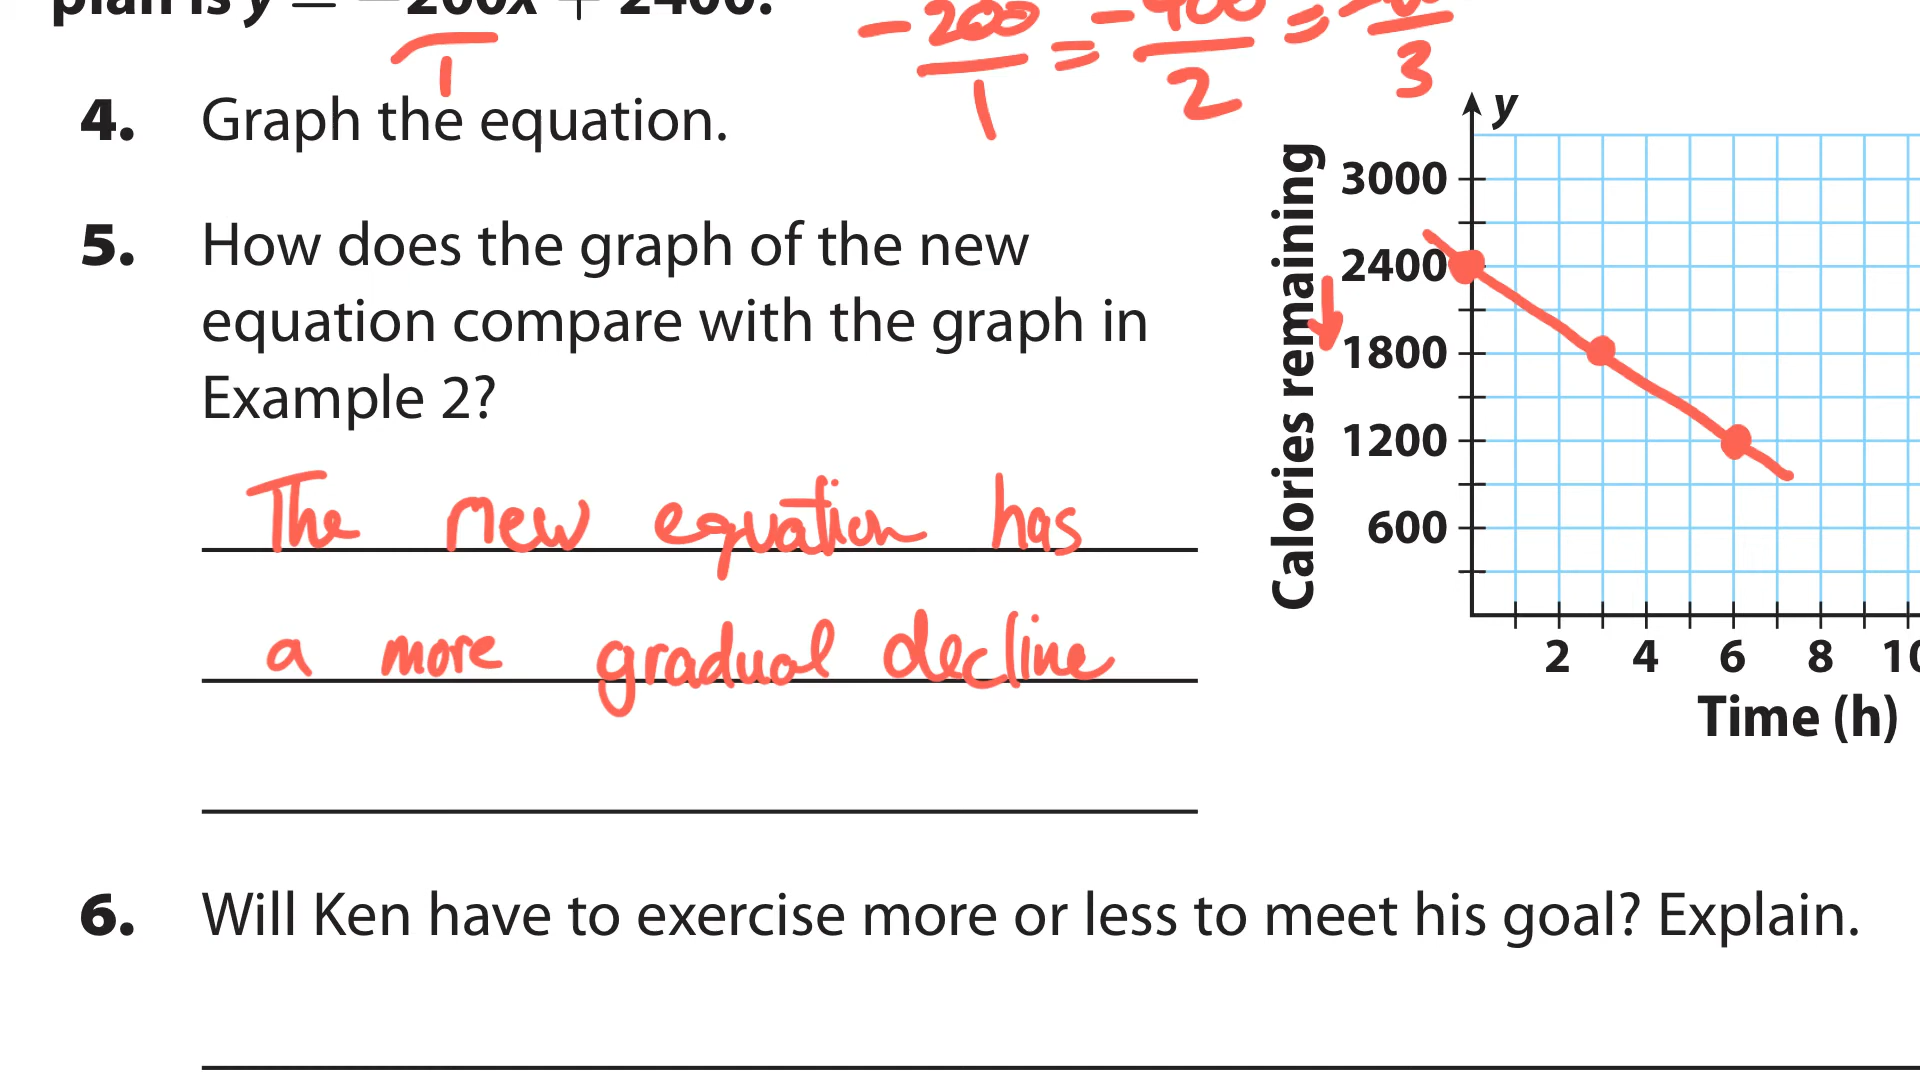 plan is y = −200x + 2400.
1
-200/1 = -400/2 = /3
4. Graph the equation.
5. How does the graph of the new
equation compare with the graph in
Example 2?
The new equation has
a more gradual decline
y
Calories remaining
3000
2400
1800
1200
600
2 4 6 8 10
Time (h)
6. Will Ken have to exercise more or less to meet his goal? Explain.